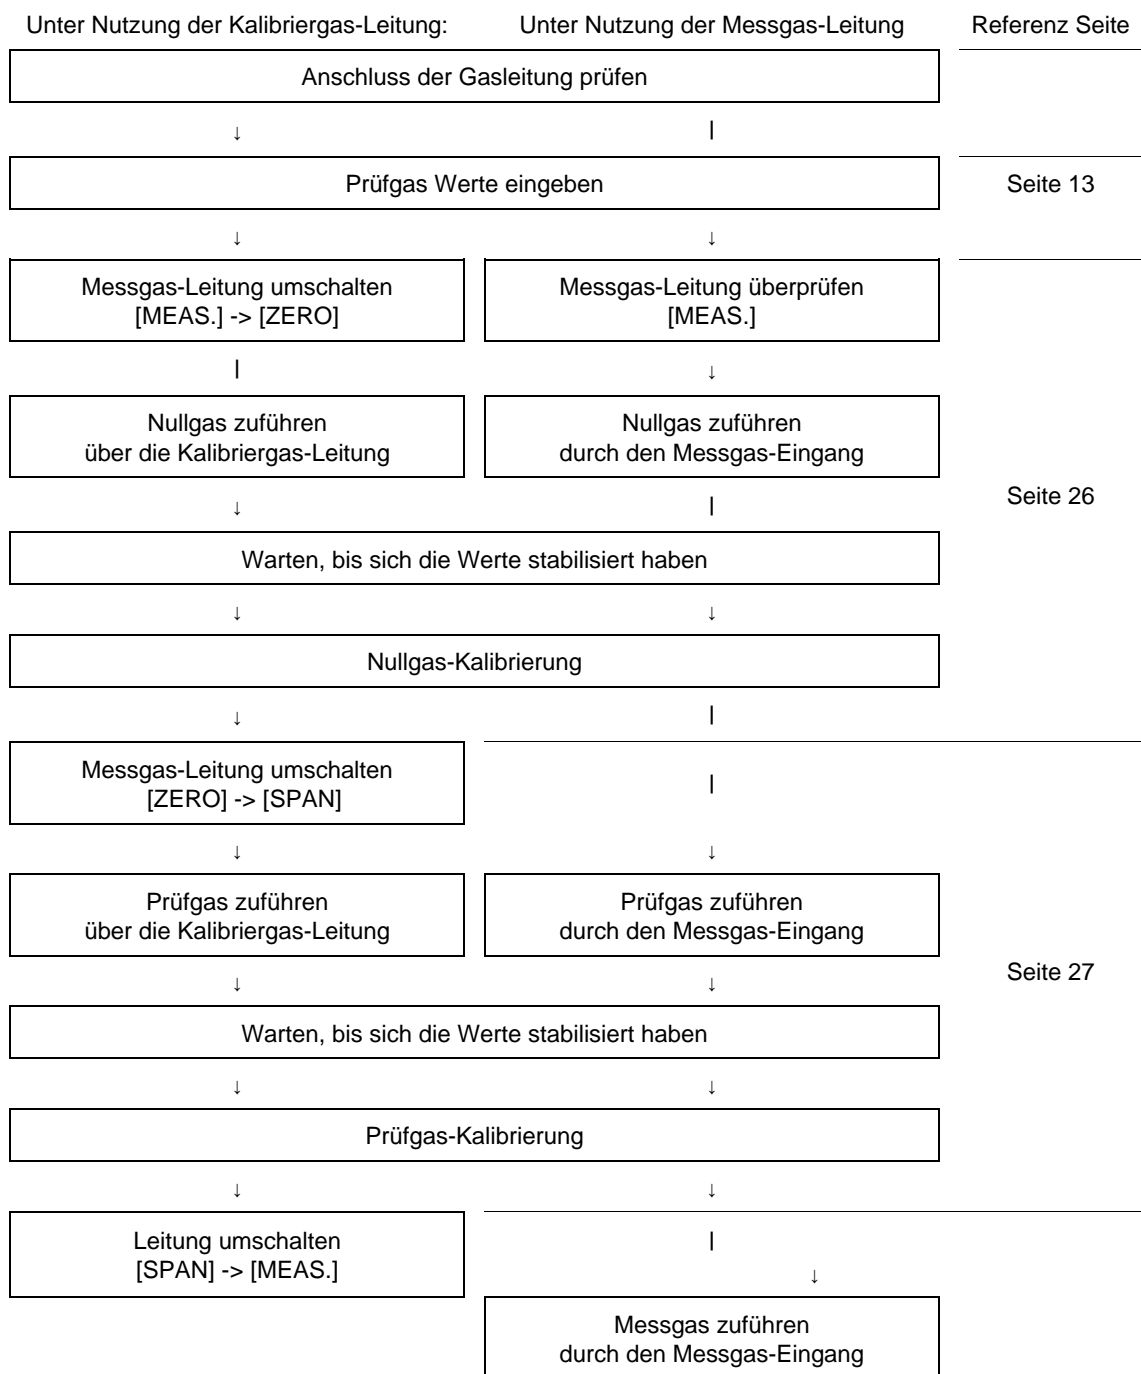 Unter Nutzung der Kalibriergas-Leitung: Unter Nutzung der Messgas-Leitung Referenz Seite
Anschluss der Gasleitung prüfen
↓ |
Prüfgas Werte eingeben Seite 13
↓ ↓
Messgas-Leitung umschalten Messgas-Leitung überprüfen
[MEAS.] -> [ZERO] [MEAS.]
| ↓
Nullgas zuführen Nullgas zuführen
über die Kalibriergas-Leitung durch den Messgas-Eingang
Seite 26
↓ |
Warten, bis sich die Werte stabilisiert haben
↓ ↓
Nullgas-Kalibrierung
↓ |
Messgas-Leitung umschalten
[ZERO] -> [SPAN]
|
↓ ↓
Prüfgas zuführen Prüfgas zuführen
über die Kalibriergas-Leitung durch den Messgas-Eingang
Seite 27
↓ ↓
Warten, bis sich die Werte stabilisiert haben
↓ ↓
Prüfgas-Kalibrierung
↓ ↓
Leitung umschalten |
[SPAN] -> [MEAS.] ↓
Messgas zuführen
durch den Messgas-Eingang